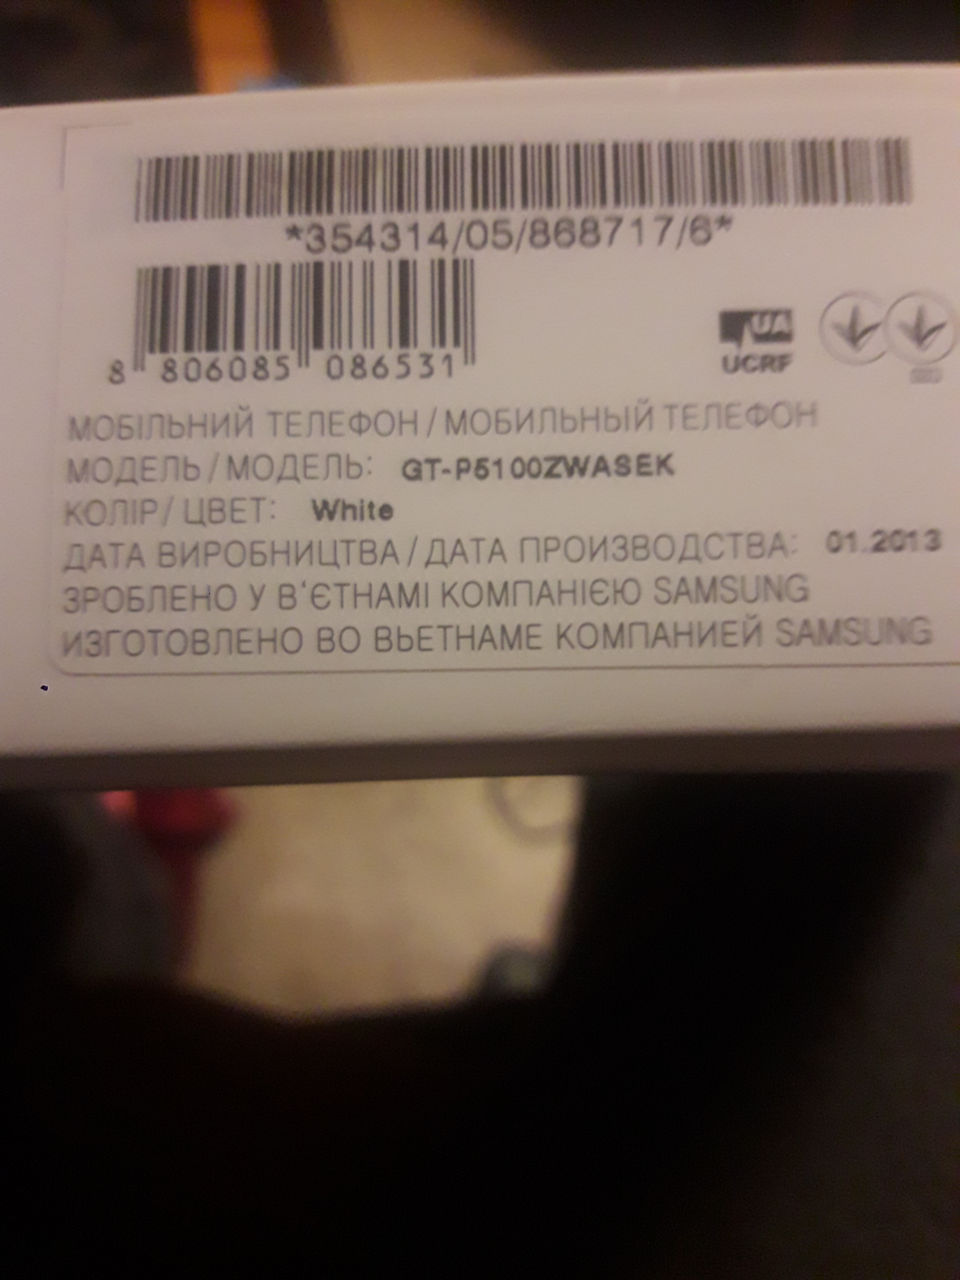 *354314/05/868717/6*
8 806085 086531
UA
UCRF
МОБІЛЬНИЙ ТЕЛЕФОН / МОБИЛЬНЫЙ ТЕЛЕФОН
МОДЕЛЬ / МОДЕЛЬ: GT-P5100ZWASEK
КОЛІР / ЦВЕТ: White
ДАТА ВИРОБНИЦТВА / ДАТА ПРОИЗВОДСТВА: 01.2013
ЗРОБЛЕНО У В'ЄТНАМІ КОМПАНІЄЮ SAMSUNG
ИЗГОТОВЛЕНО ВО ВЬЕТНАМЕ КОМПАНИЕЙ SAMSUNG